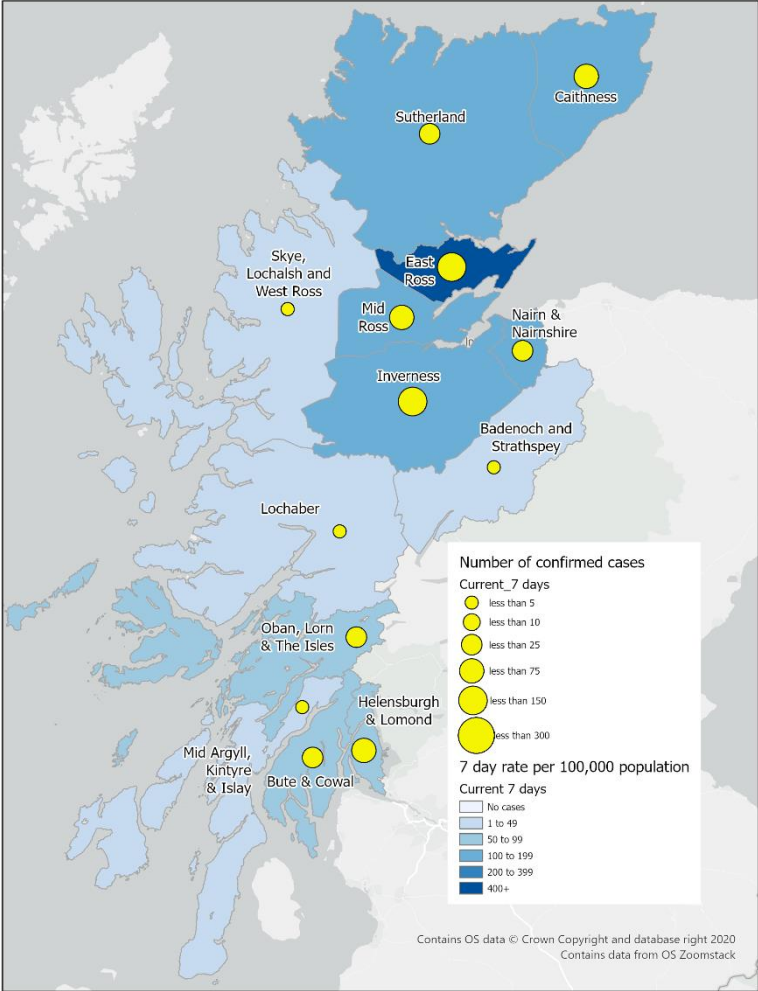 Caithness
Sutherland
Skye,
Lochalsh and
West Ross
East
Ross
Mid
Ross
Nairn &
Nairnshire
In
Inverness
Badenoch and
Strathspey
Lochaber
Oban, Lorn
& The Isles
Helensburgh
& Lomond
Mid Argyll,
Kintyre
& Islay
Bute & Cowal
Number of confirmed cases
Current_7 days
less than 5
less than 10
less than 25
less than 75
less than 150
less than 300
7 day rate per 100,000 population
Current 7 days
No cases
1 to 49
50 to 99
100 to 199
200 to 399
400+
Contains OS data © Crown Copyright and database right 2020
Contains data from OS Zoomstack